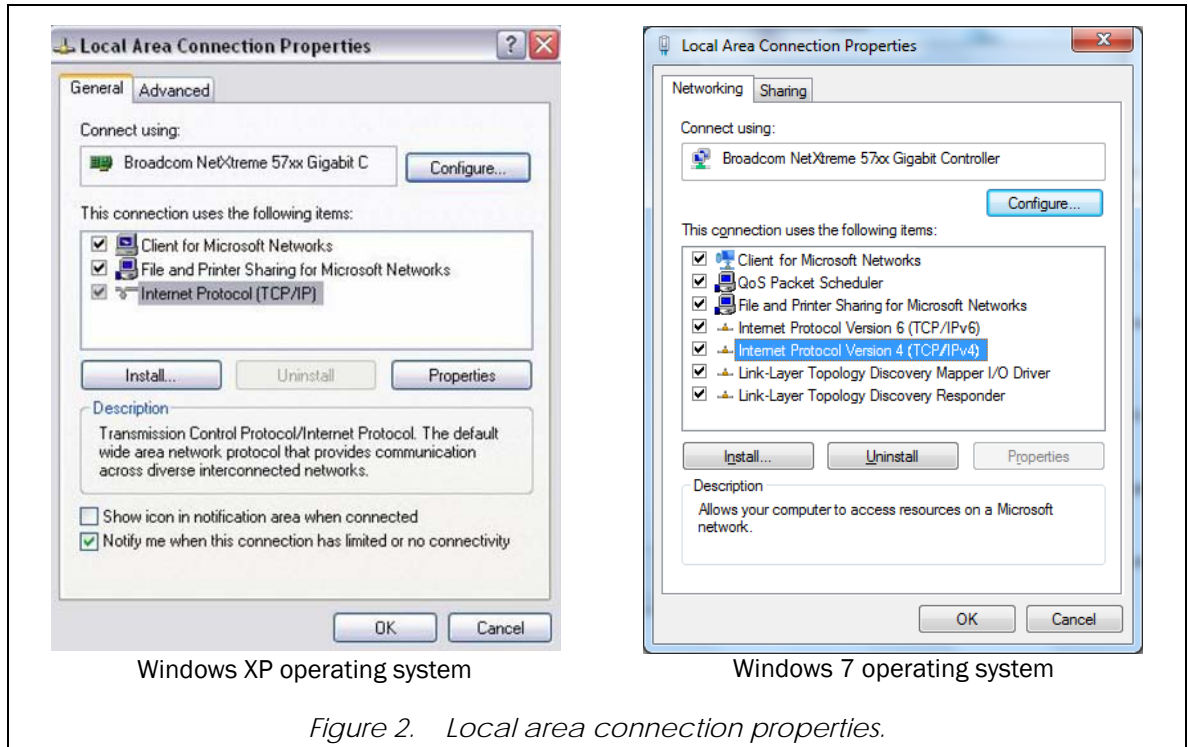 Local Area Connection Properties
General Advanced
Connect using:
Broadcom NetXtreme 57xx Gigabit C
Configure...
This connection uses the following items:
Client for Microsoft Networks
File and Printer Sharing for Microsoft Networks
Internet Protocol (TCP/IP)
Install... Uninstall Properties
Description
Transmission Control Protocol/Internet Protocol. The default
wide area network protocol that provides communication
across diverse interconnected networks.
Show icon in notification area when connected
Notify me when this connection has limited or no connectivity
OK Cancel
Windows XP operating system
Local Area Connection Properties
Networking Sharing
Connect using:
Broadcom NetXtreme 57xx Gigabit Controller
Configure...
This connection uses the following items:
Client for Microsoft Networks
QoS Packet Scheduler
File and Printer Sharing for Microsoft Networks
Internet Protocol Version 6 (TCP/IPv6)
Internet Protocol Version 4 (TCP/IPv4)
Link-Layer Topology Discovery Mapper I/O Driver
Link-Layer Topology Discovery Responder
Install... Uninstall Properties
Description
Allows your computer to access resources on a Microsoft
network.
OK Cancel
Windows 7 operating system
Figure 2. Local area connection properties.